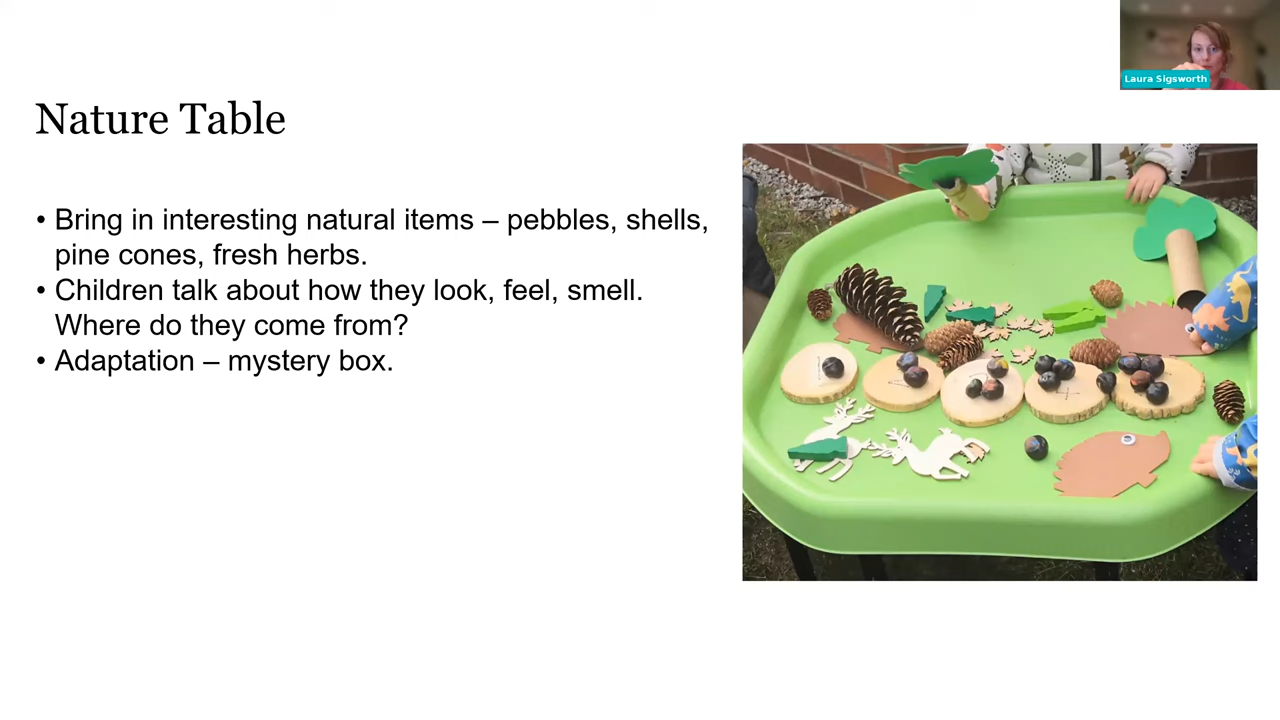 Laura Sigsworth
Nature Table
• Bring in interesting natural items – pebbles, shells,
pine cones, fresh herbs.
• Children talk about how they look, feel, smell.
Where do they come from?
• Adaptation – mystery box.